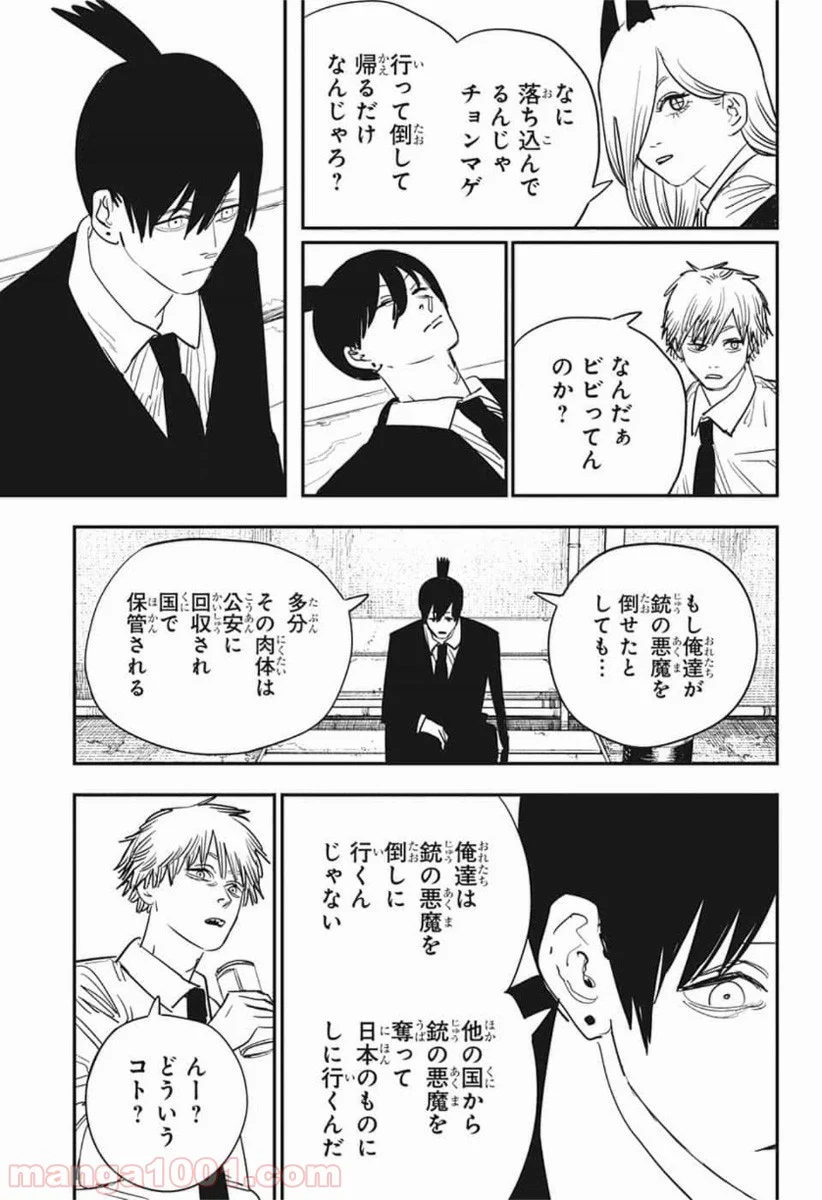 なに
落ち込んで
るんじゃ
チョンマゲ
行って倒して
帰るだけ
なんじゃろ?
なんだぁ
ビビってん
のか?
もし俺達が
銃の悪魔を
倒せたと
しても…
多分
その肉体は
公安に
回収され
国で
保管される
俺達は
銃の悪魔を
倒しに
行くん
じゃない
他の国から
銃の悪魔を
奪って
日本のものに
しに行くんだ
んー?
どういう
コト?
manga1001.com